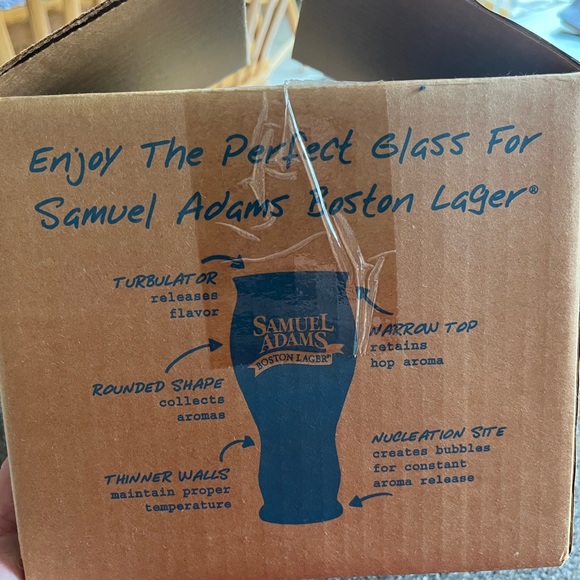 Enjoy The Perfect Glass For
Samuel Adams Boston Lager®
TURBULATOR
releases
flavor
SAMUEL
ADAMS
BOSTON LAGER®
NARROW TOP
retains
hop aroma
ROUNDED SHAPE
collects
aromas
THINNER WALLS
maintain proper
temperature
NUCLEATION SITE
creates bubbles
for constant
aroma release